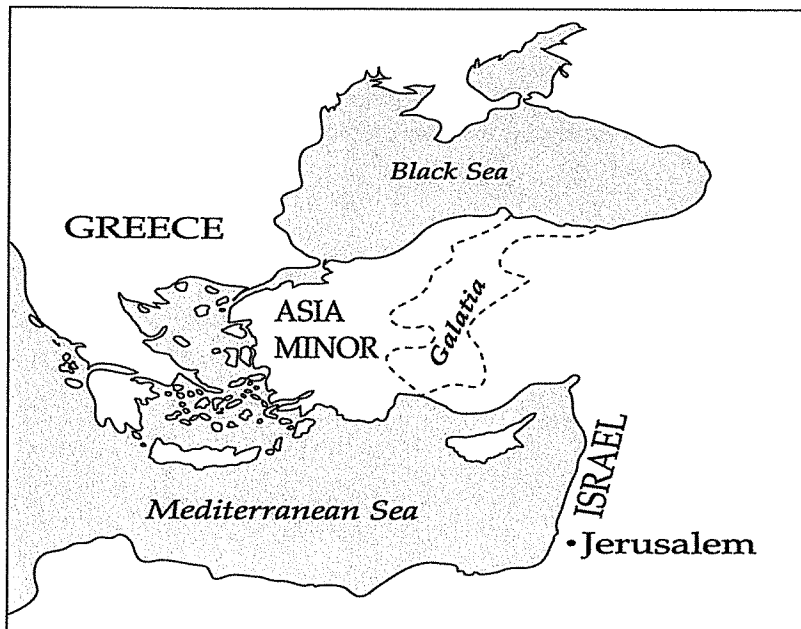 Black Sea
GREECE
ASIA
MINOR
Galatia
ISRAEL
Mediterranean Sea
Jerusalem